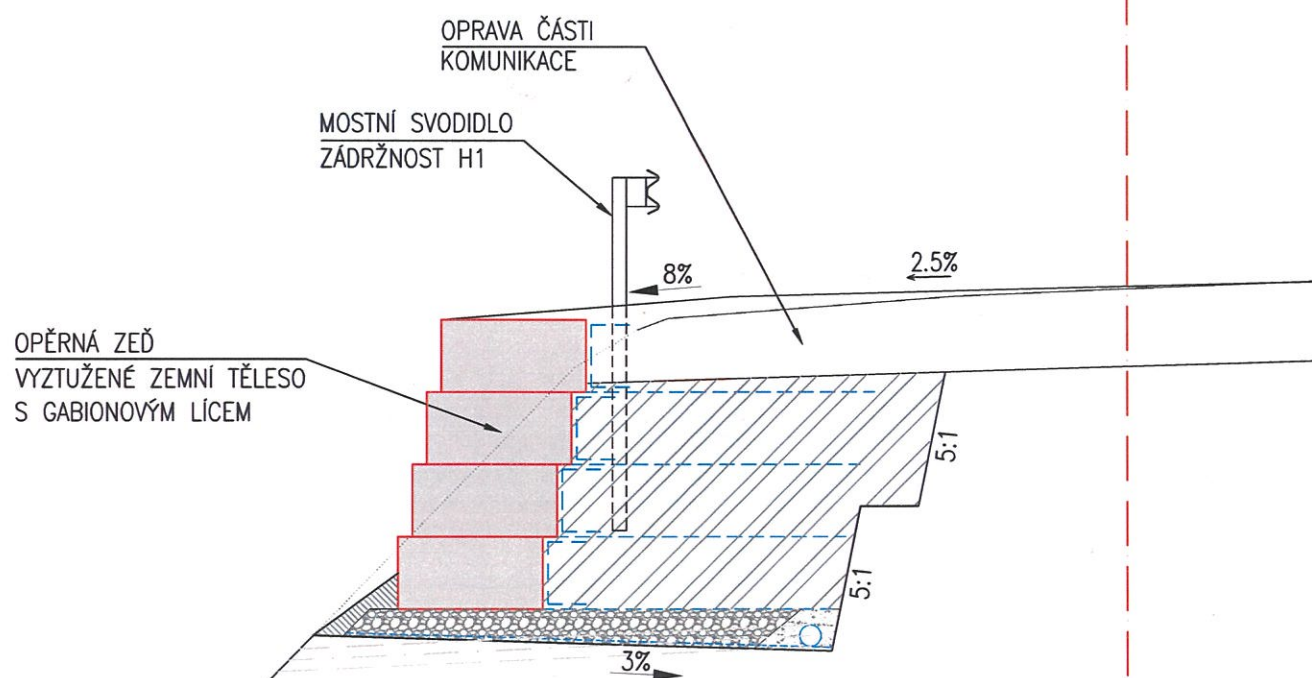 OPRAVA ČÁSTI
KOMUNIKACE
MOSTNÍ SVODIDLO
ZÁDRŽNOST H1
8%
2.5%
OPĚRNÁ ZEĎ
VYZTUŽENÉ ZEMNÍ TĚLESO
S GABIONOVÝM LÍCEM
5:1
5:1
3%